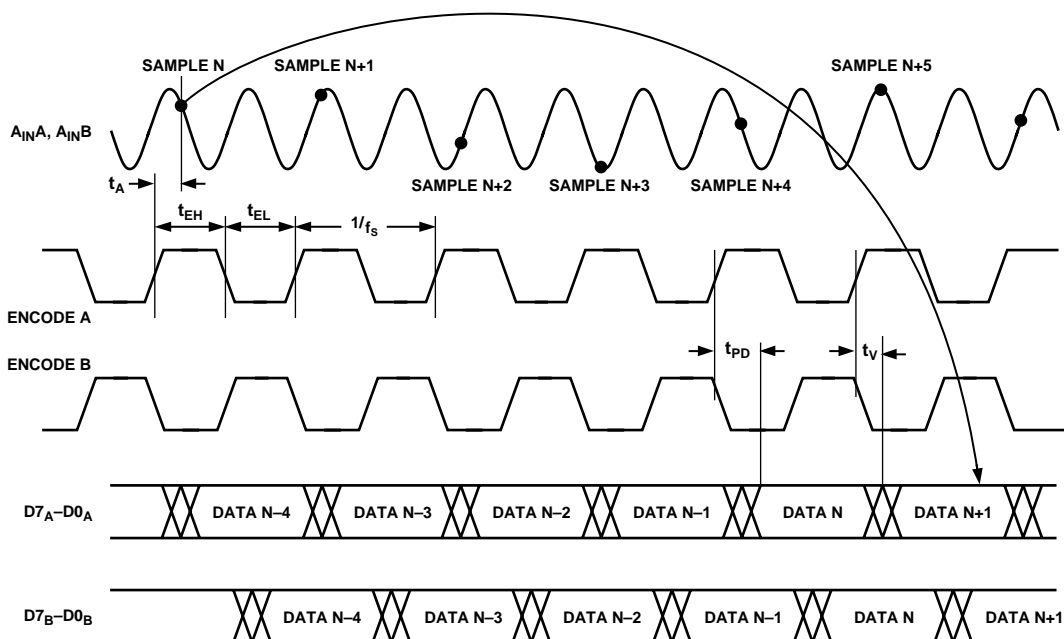 SAMPLE N
SAMPLE N+1
SAMPLE N+5
AINA, AINB
SAMPLE N+2
SAMPLE N+3
SAMPLE N+4
tA
tEH
tEL
1/fS
ENCODE A
ENCODE B
tPD
tV
D7A–D0A
DATA N–4
DATA N–3
DATA N–2
DATA N–1
DATA N
DATA N+1
D7B–D0B
DATA N–4
DATA N–3
DATA N–2
DATA N–1
DATA N
DATA N+1